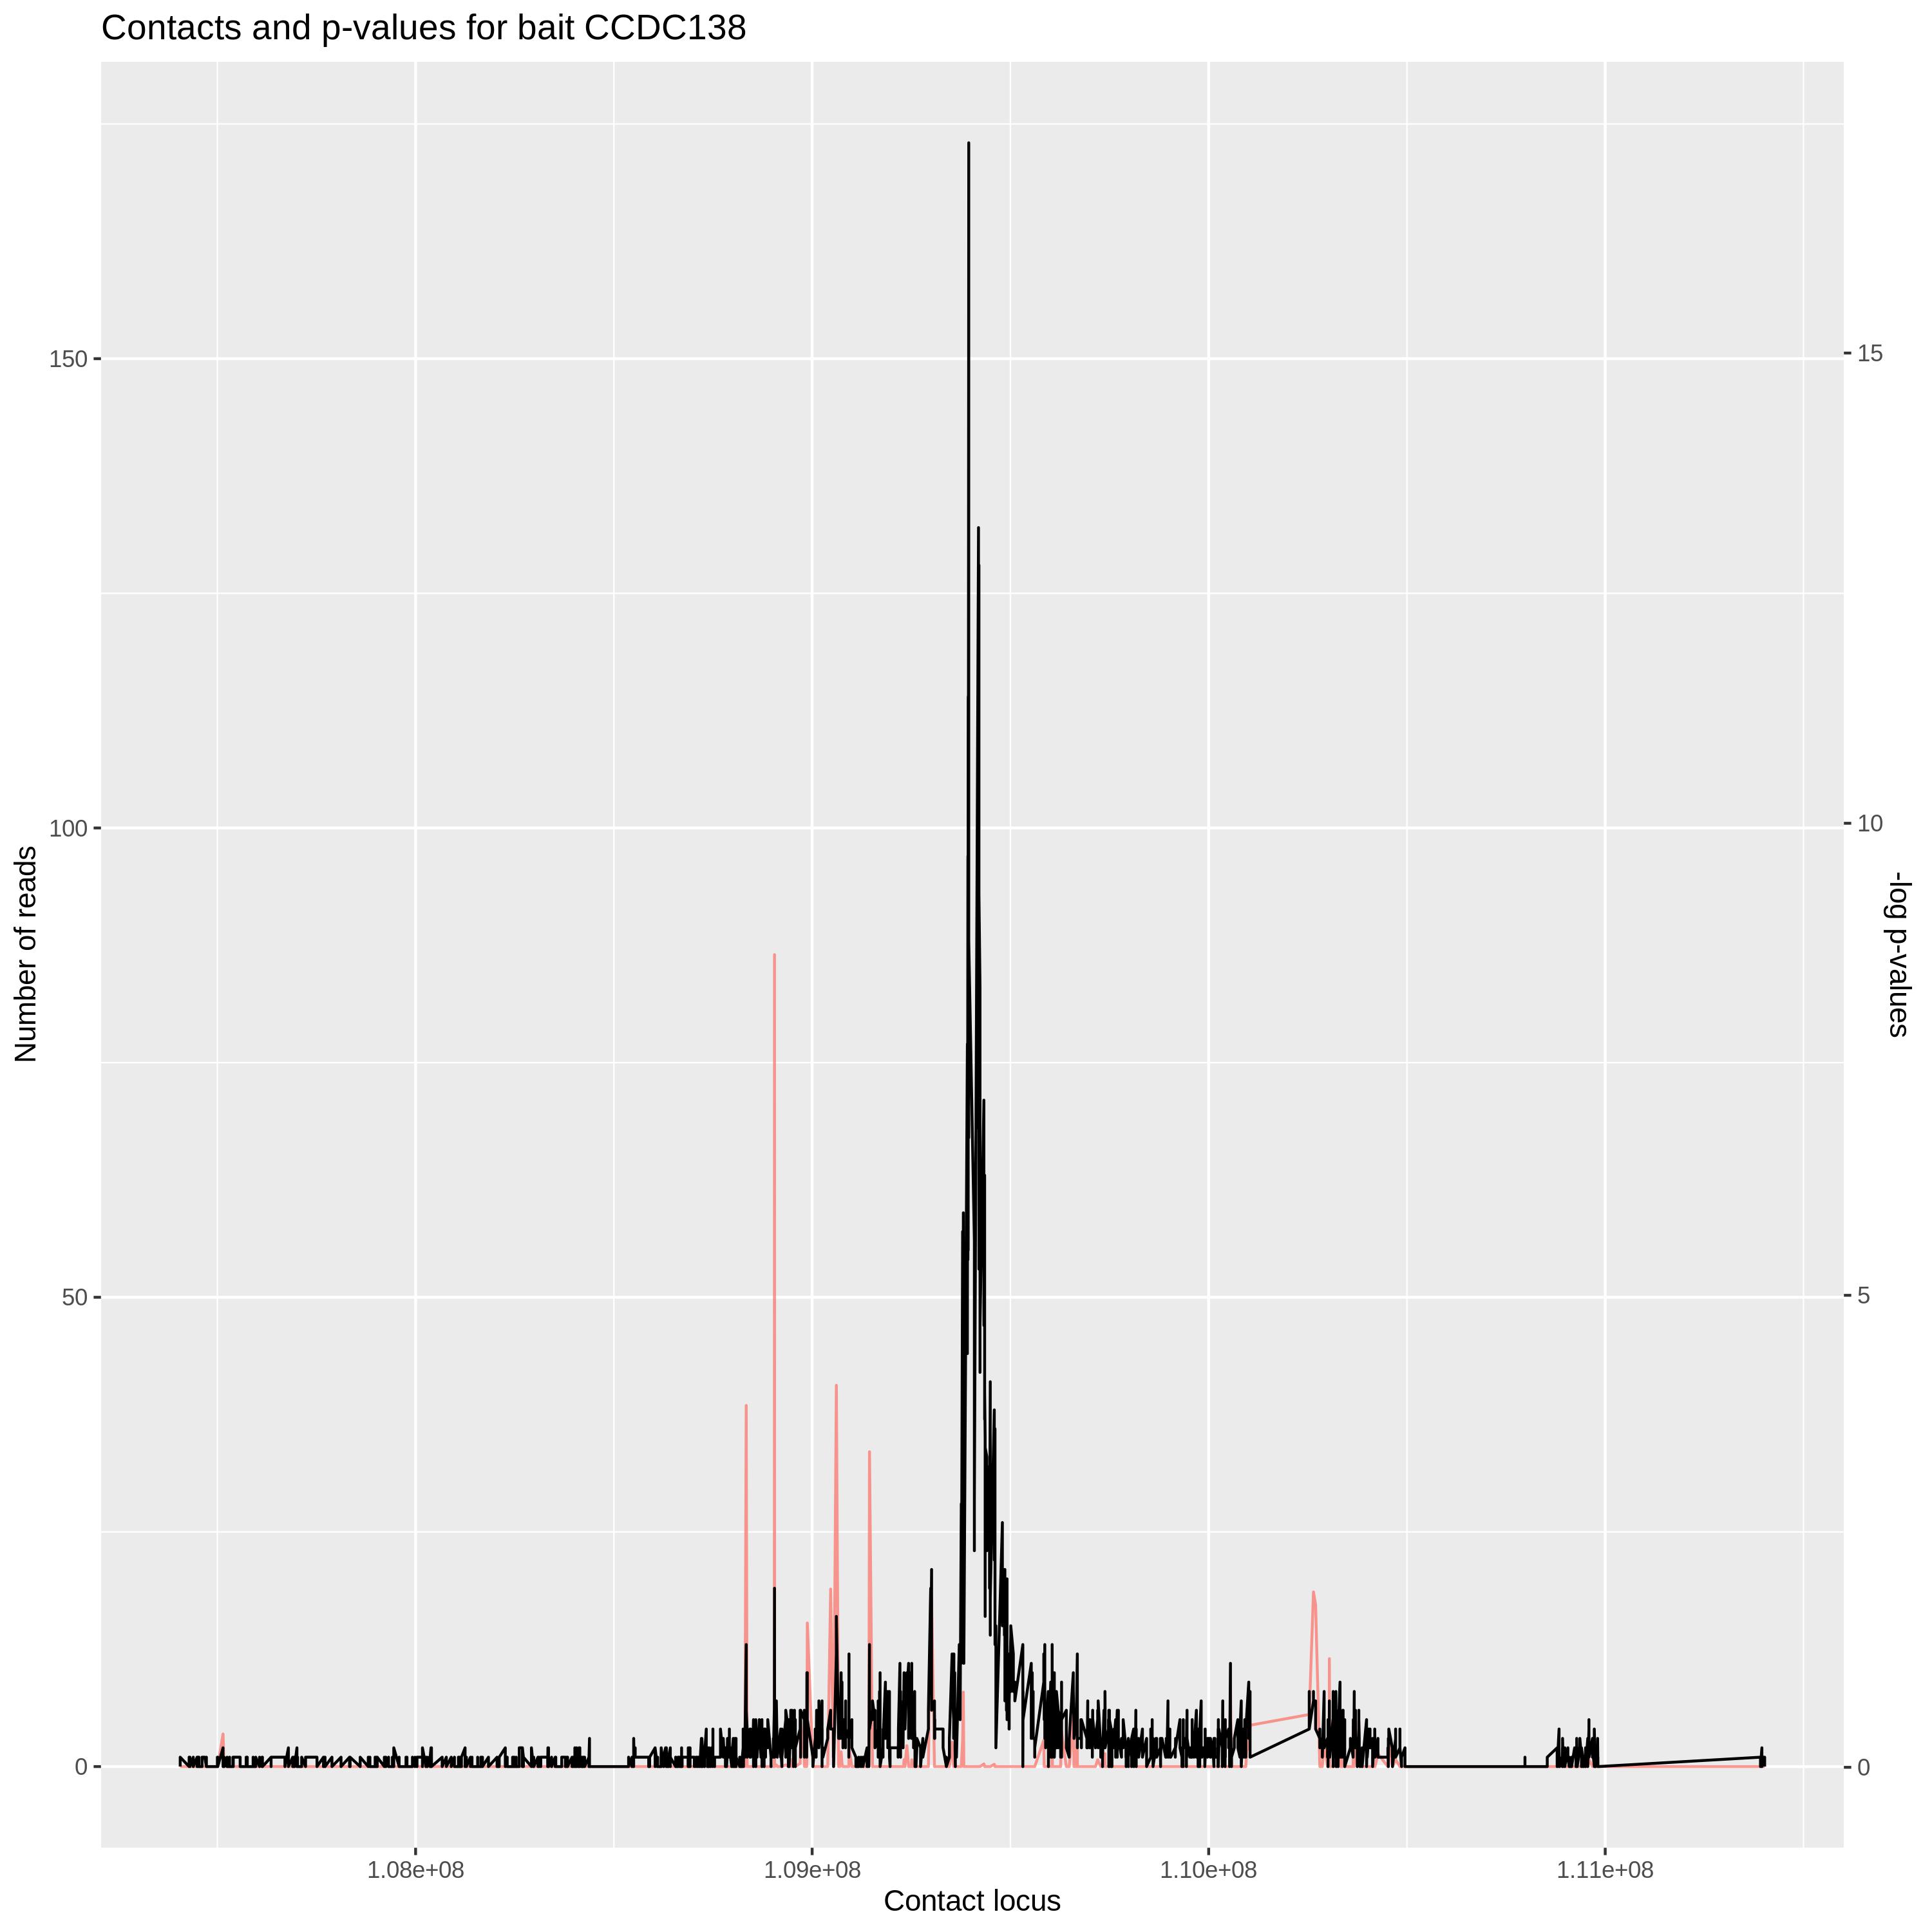 Contacts and p-values for bait CCDC138
150
100
50
0
Number of reads
15
10
5
0
-log p-values
1.08e+08 1.09e+08 1.10e+08 1.11e+08
Contact locus